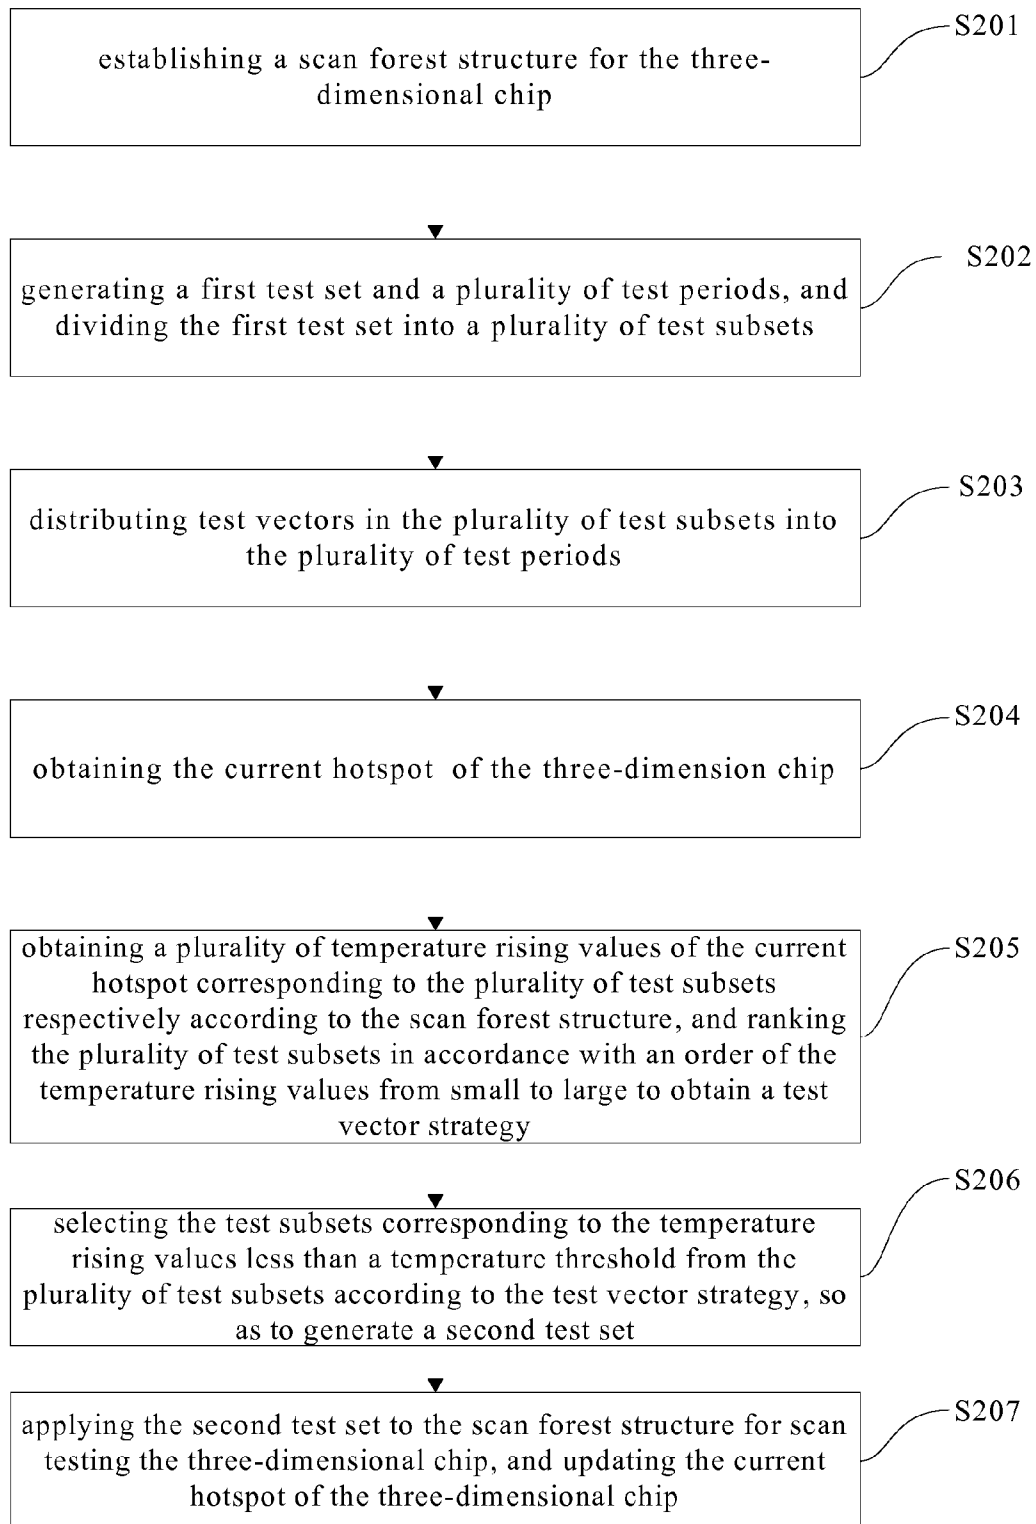 S201
establishing a scan forest structure for the three-
dimensional chip
S202
generating a first test set and a plurality of test periods, and
dividing the first test set into a plurality of test subsets
S203
distributing test vectors in the plurality of test subsets into
the plurality of test periods
S204
obtaining the current hotspot of the three-dimension chip
S205
obtaining a plurality of temperature rising values of the current
hotspot corresponding to the plurality of test subsets
respectively according to the scan forest structure, and ranking
the plurality of test subsets in accordance with an order of the
temperature rising values from small to large to obtain a test
vector strategy
S206
selecting the test subsets corresponding to the temperature
rising values less than a temperature threshold from the
plurality of test subsets according to the test vector strategy, so
as to generate a second test set
S207
applying the second test set to the scan forest structure for scan
testing the three-dimensional chip, and updating the current
hotspot of the three-dimensional chip